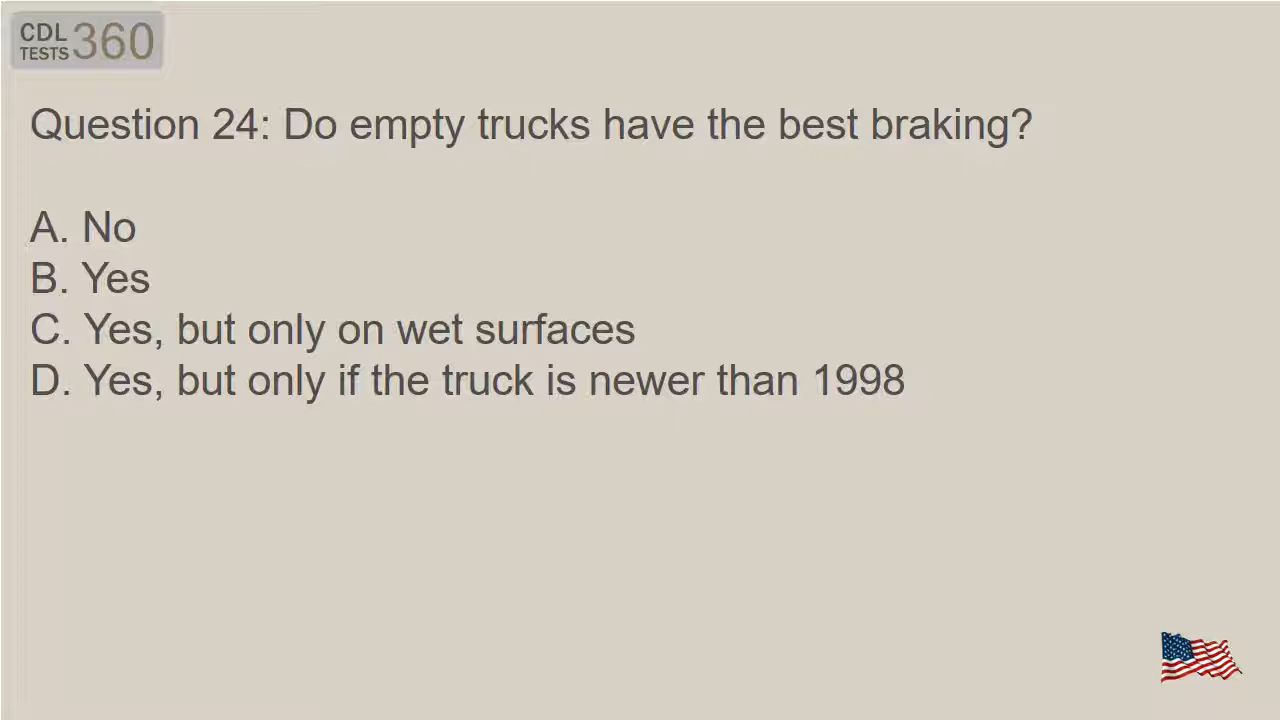 CDL
TESTS 360
Question 24: Do empty trucks have the best braking?
A. No
B. Yes
C. Yes, but only on wet surfaces
D. Yes, but only if the truck is newer than 1998